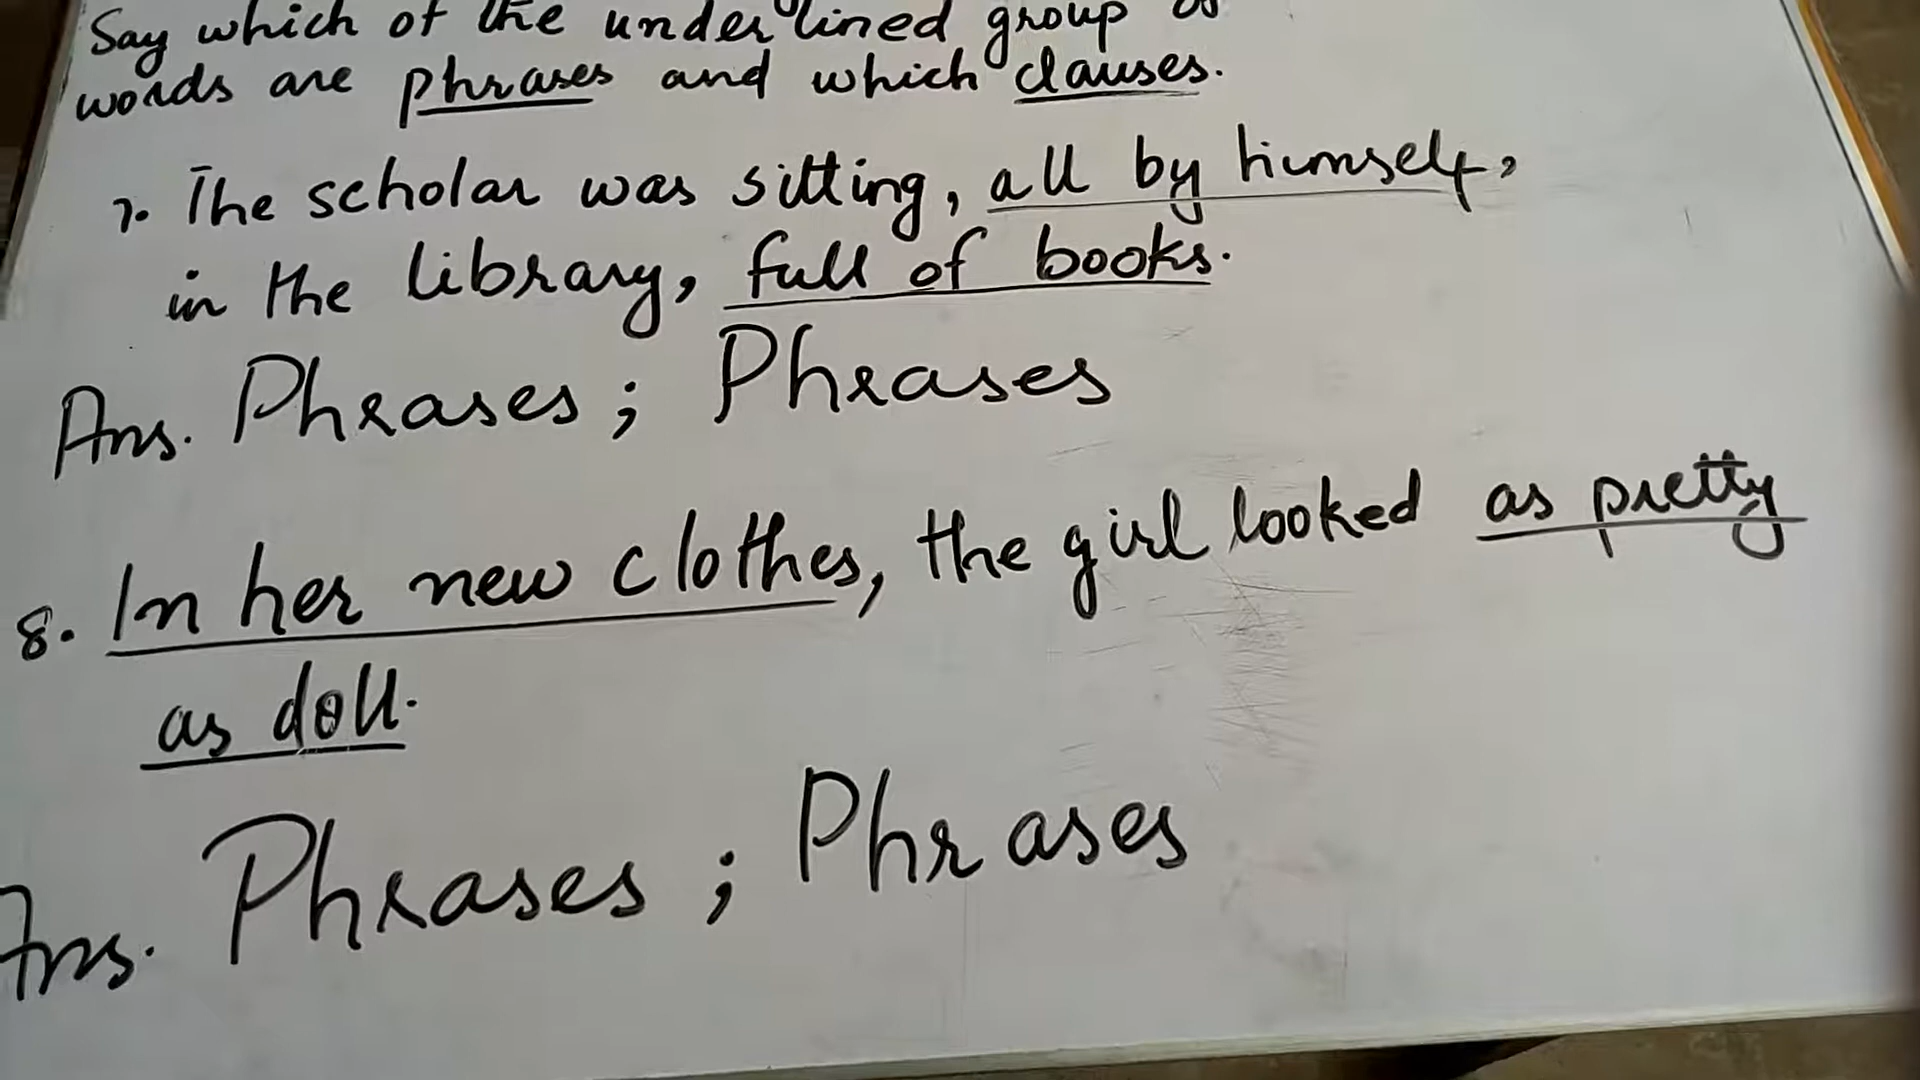 Say which of the underlined group of
words are phrases and which clauses.
7. The scholar was sitting, all by himself,
in the library, full of books.
Ans. Phrases; Phrases
8. In her new clothes, the girl looked as pretty
as doll.
Ans. Phrases; Phrases